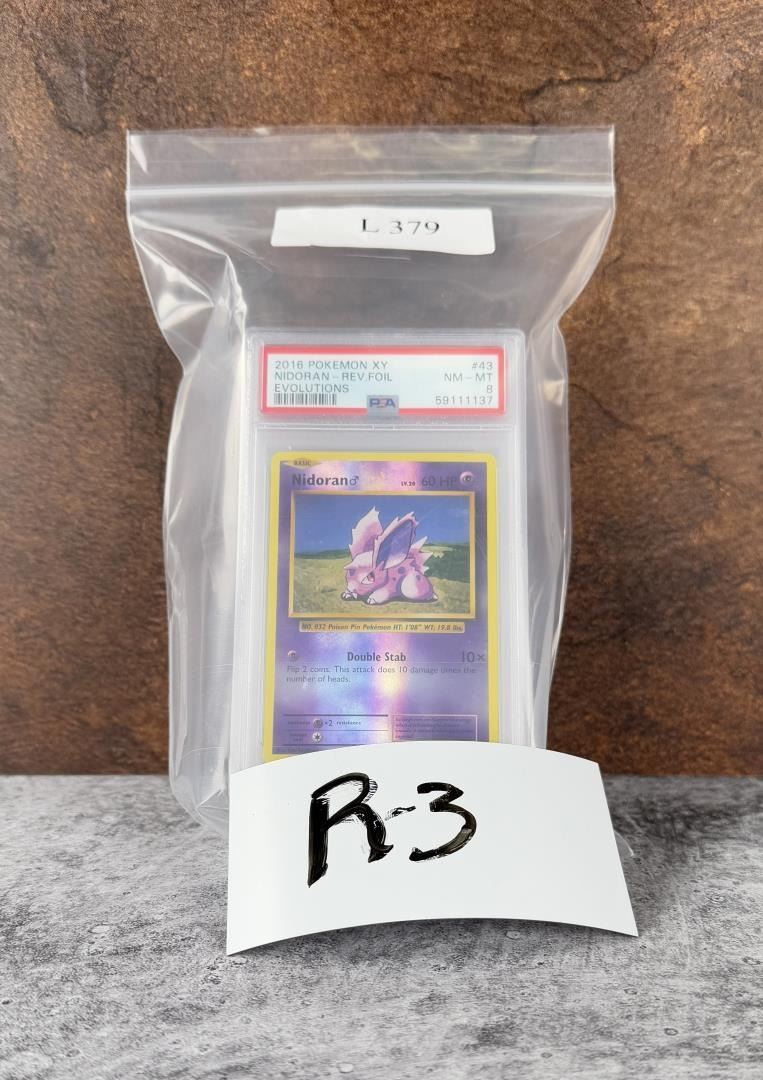 L 379
2016 POKEMON XY #43
NIDORAN - REV.FOIL NM - MT
EVOLUTIONS 8
PSA 59111137
BASIC
Nidoran♂ LV.20 60 HP
NO. 032 Poison Pin Pokémon HT: 1'08" WT: 19.8 lbs.
Double Stab 10×
Flip 2 coins. This attack does 10 damage times the
number of heads.
×2 resistance
R-3